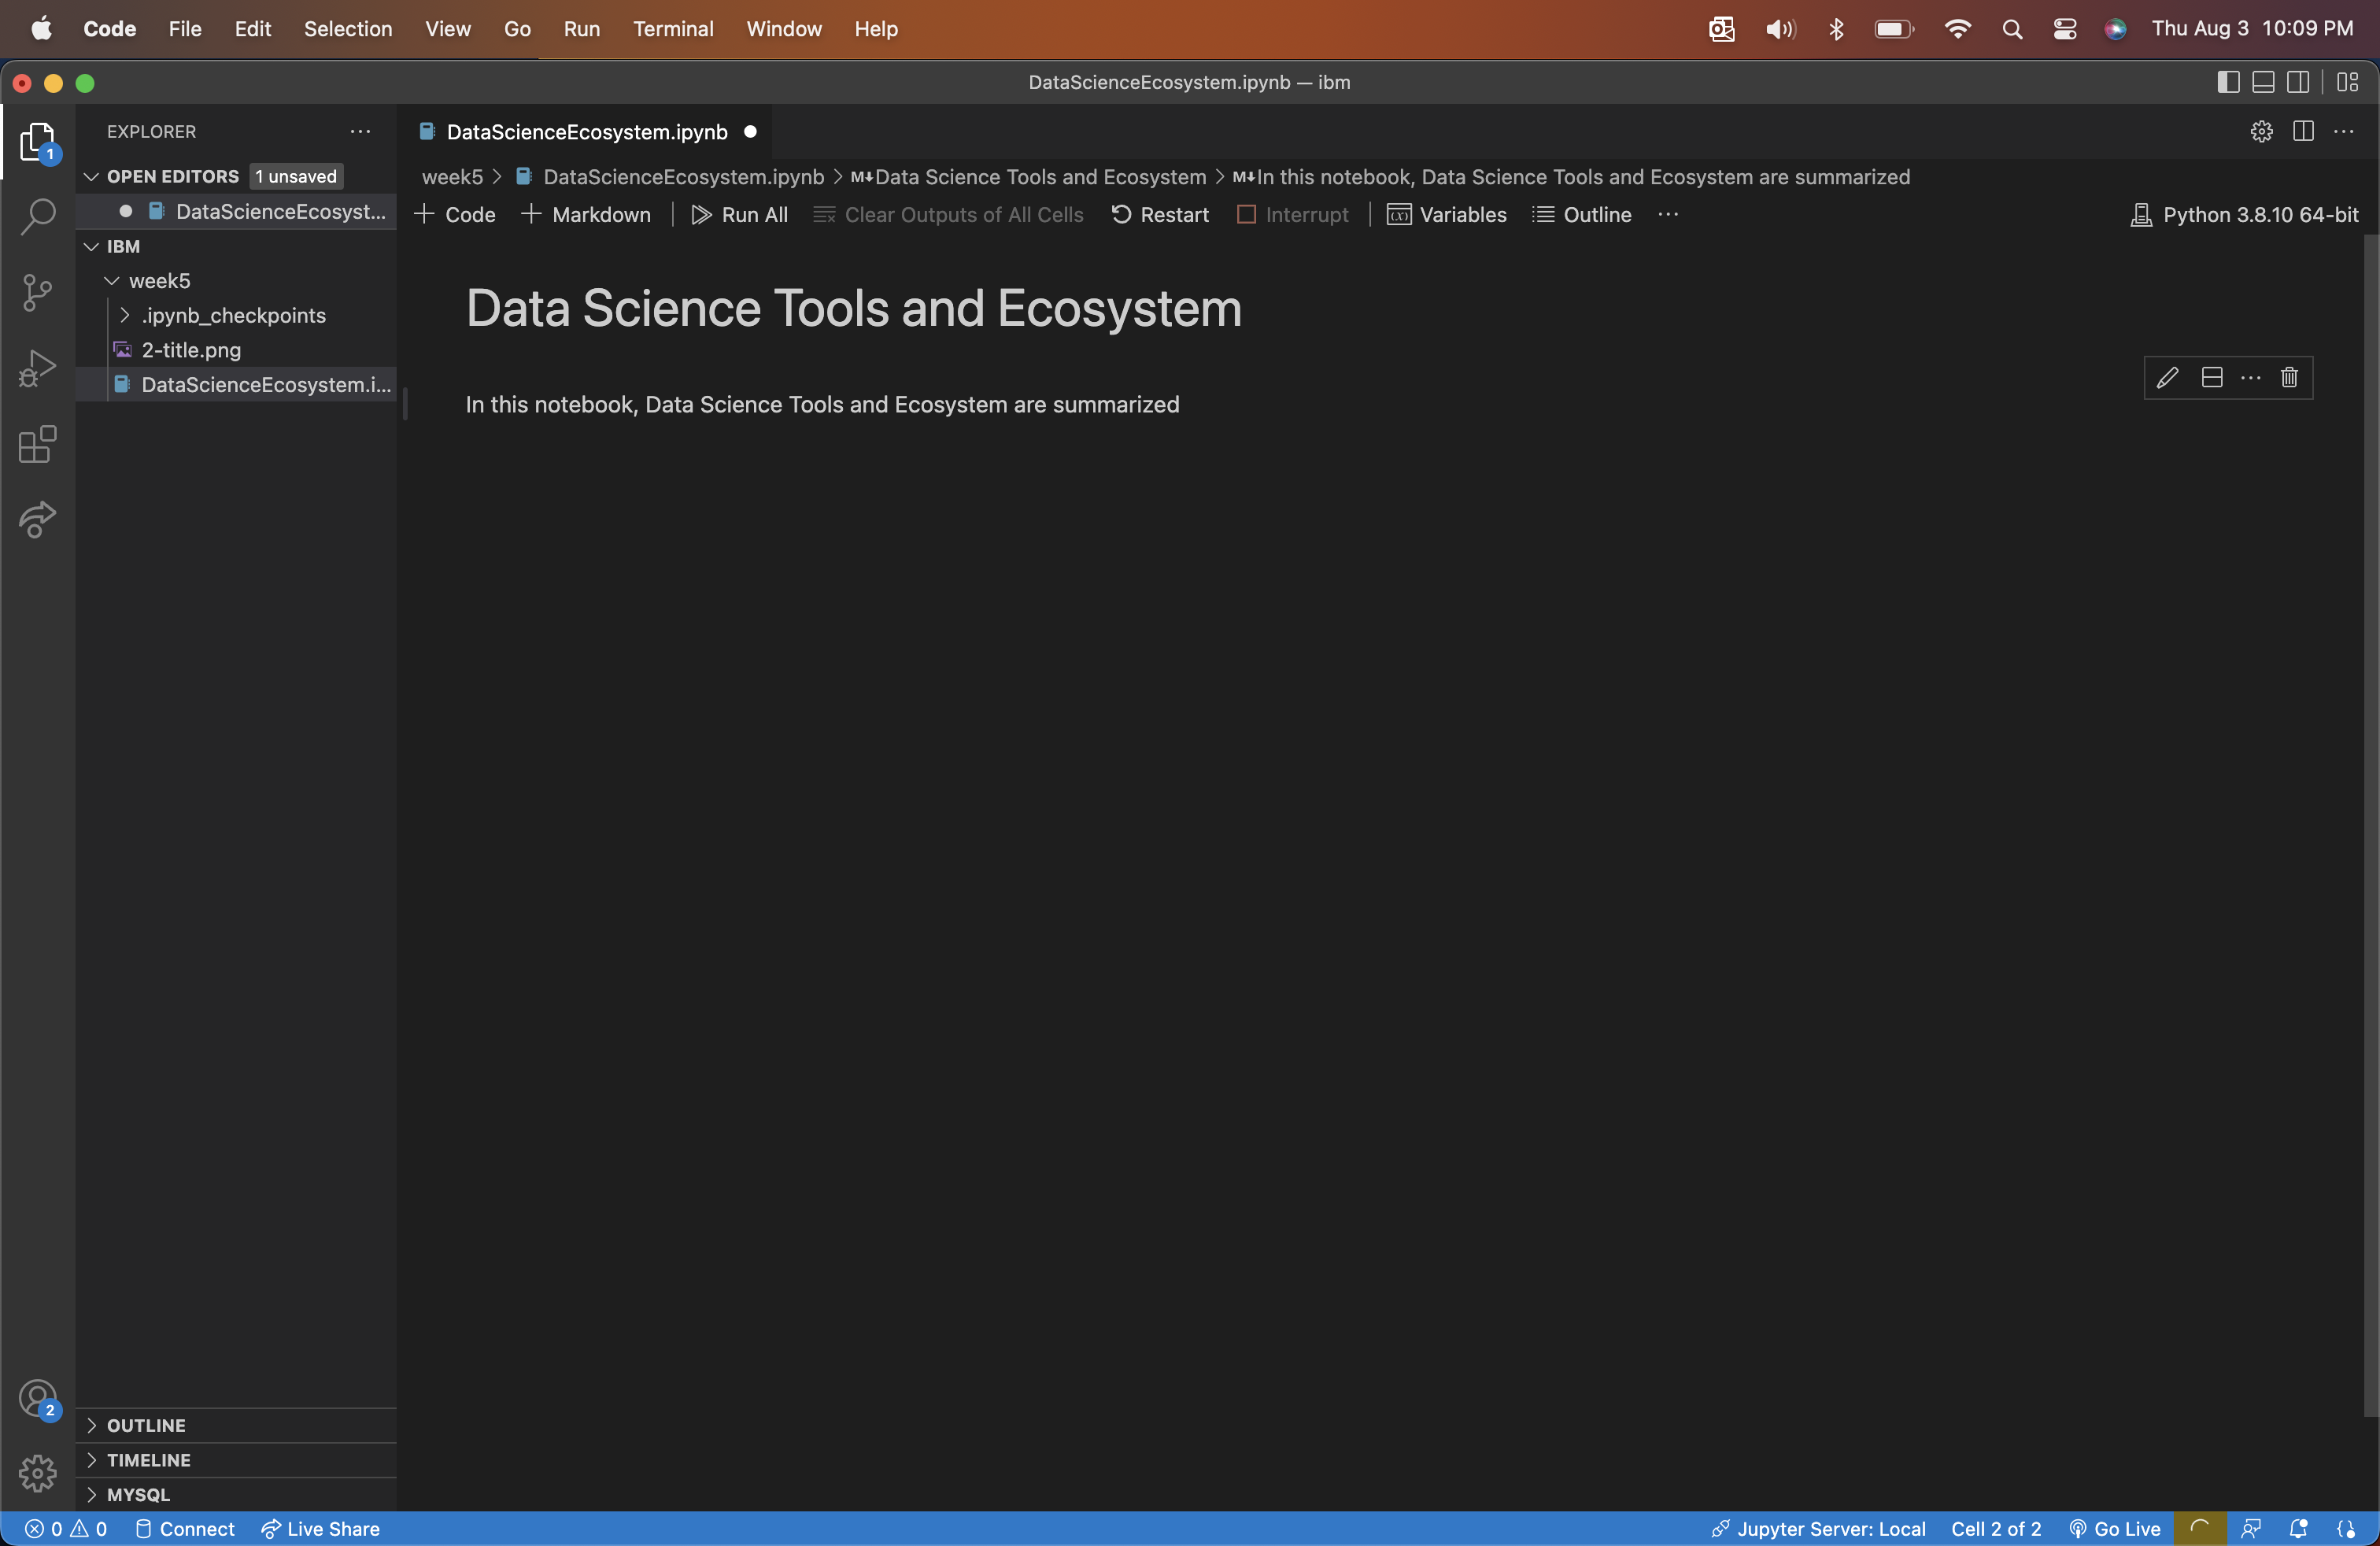 Code File Edit Selection View Go Run Terminal Window Help Thu Aug 3 10:09 PM
DataScienceEcosystem.ipynb — ibm
EXPLORER
OPEN EDITORS 1 unsaved
DataScienceEcosyst...
IBM
week5
.ipynb_checkpoints
2-title.png
DataScienceEcosystem.i...
OUTLINE
TIMELINE
MYSQL
1
2
DataScienceEcosystem.ipynb
week5 > DataScienceEcosystem.ipynb > M↓Data Science Tools and Ecosystem > M↓In this notebook, Data Science Tools and Ecosystem are summarized
+ Code + Markdown | Run All Clear Outputs of All Cells Restart Interrupt | Variables Outline ... Python 3.8.10 64-bit
Data Science Tools and Ecosystem
In this notebook, Data Science Tools and Ecosystem are summarized
0 0 Connect Live Share Jupyter Server: Local Cell 2 of 2 Go Live